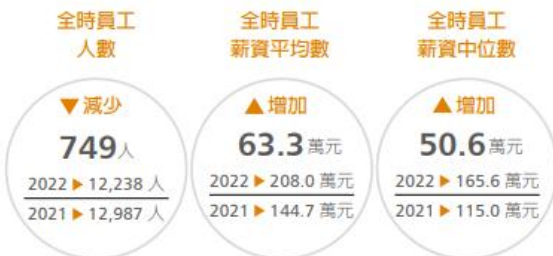 全時員工
人數
▼減少
749人
2022 ▶ 12,238 人
2021 ▶ 12,987 人
全時員工
薪資平均數
▲增加
63.3 萬元
2022 ▶ 208.0 萬元
2021 ▶ 144.7 萬元
全時員工
薪資中位數
▲增加
50.6 萬元
2022 ▶ 165.6 萬元
2021 ▶ 115.0 萬元